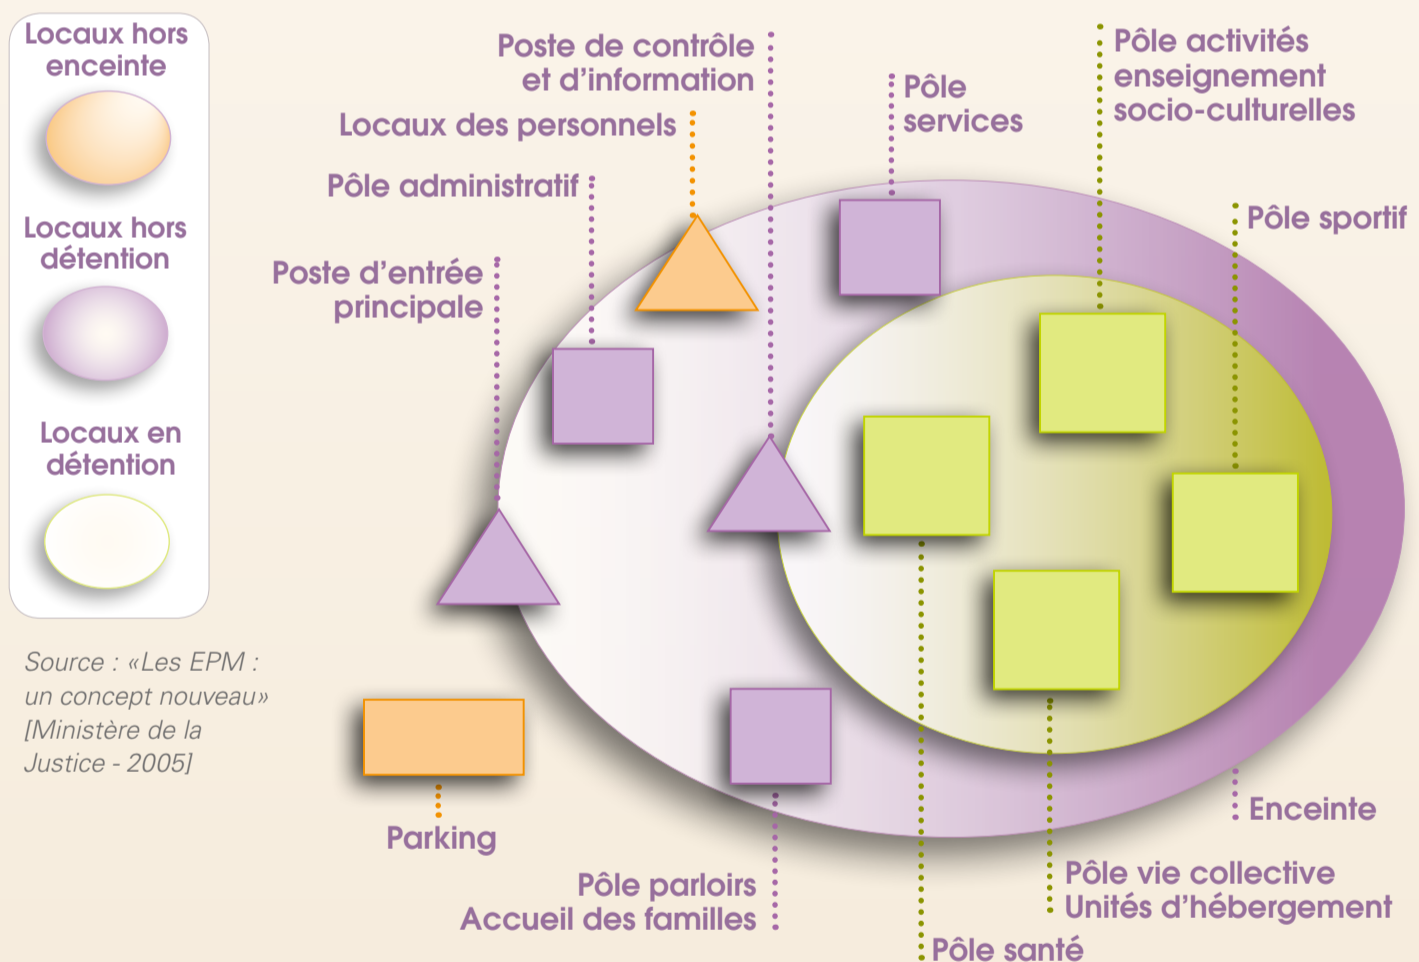 Locaux hors
enceinte
Locaux hors
détention
Locaux en
détention
Source : «Les EPM :
un concept nouveau»
[Ministère de la
Justice - 2005]
Poste de contrôle
et d’information
Locaux des personnels
Pôle administratif
Poste d’entrée
principale
Pôle
services
Pôle activités
enseignement
socio-culturelles
Pôle sportif
Parking
Pôle parloirs
Accueil des familles
Enceinte
Pôle vie collective
Unités d’hébergement
Pôle santé